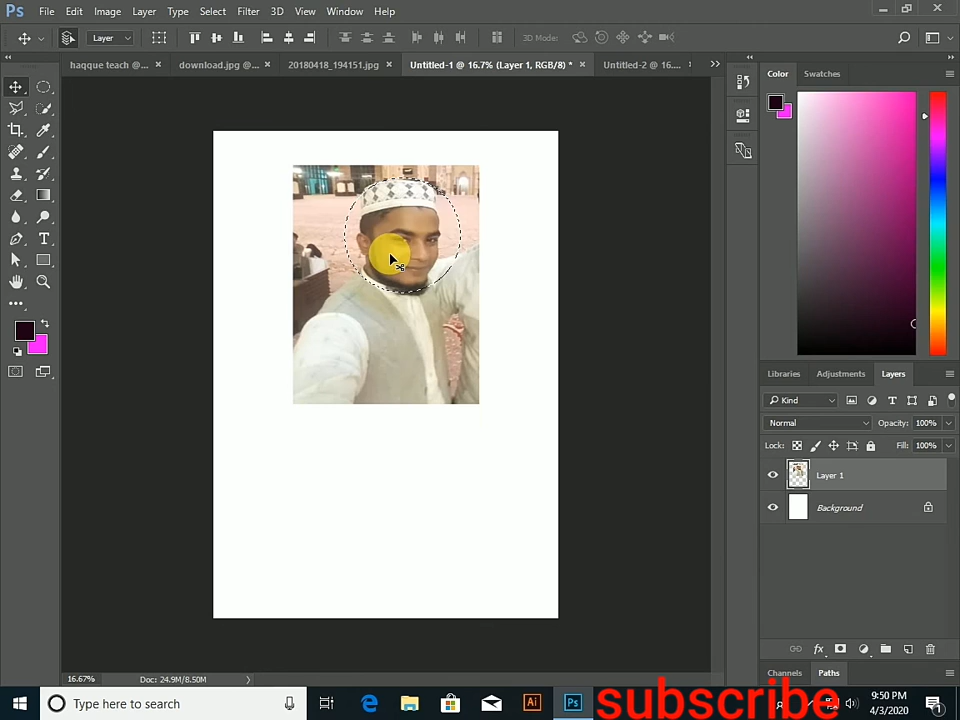 Ps File Edit Image Layer Type Select Filter 3D View Window Help
Layer 3D Mode:
haqque teach @ ... × download.jpg @ ... × 20180418_194151.jpg × Untitled-1 @ 16.7% (Layer 1, RGB/8) * × Untitled-2 @ 16....
Color Swatches
Libraries Adjustments Layers
Kind
Normal Opacity: 100%
Lock: Fill: 100%
Layer 1
Background
Channels Paths
16.67% Doc: 24.9M/8.50M
Type here to search
Ai Ps
subscribe
9:50 PM
4/3/2020
1